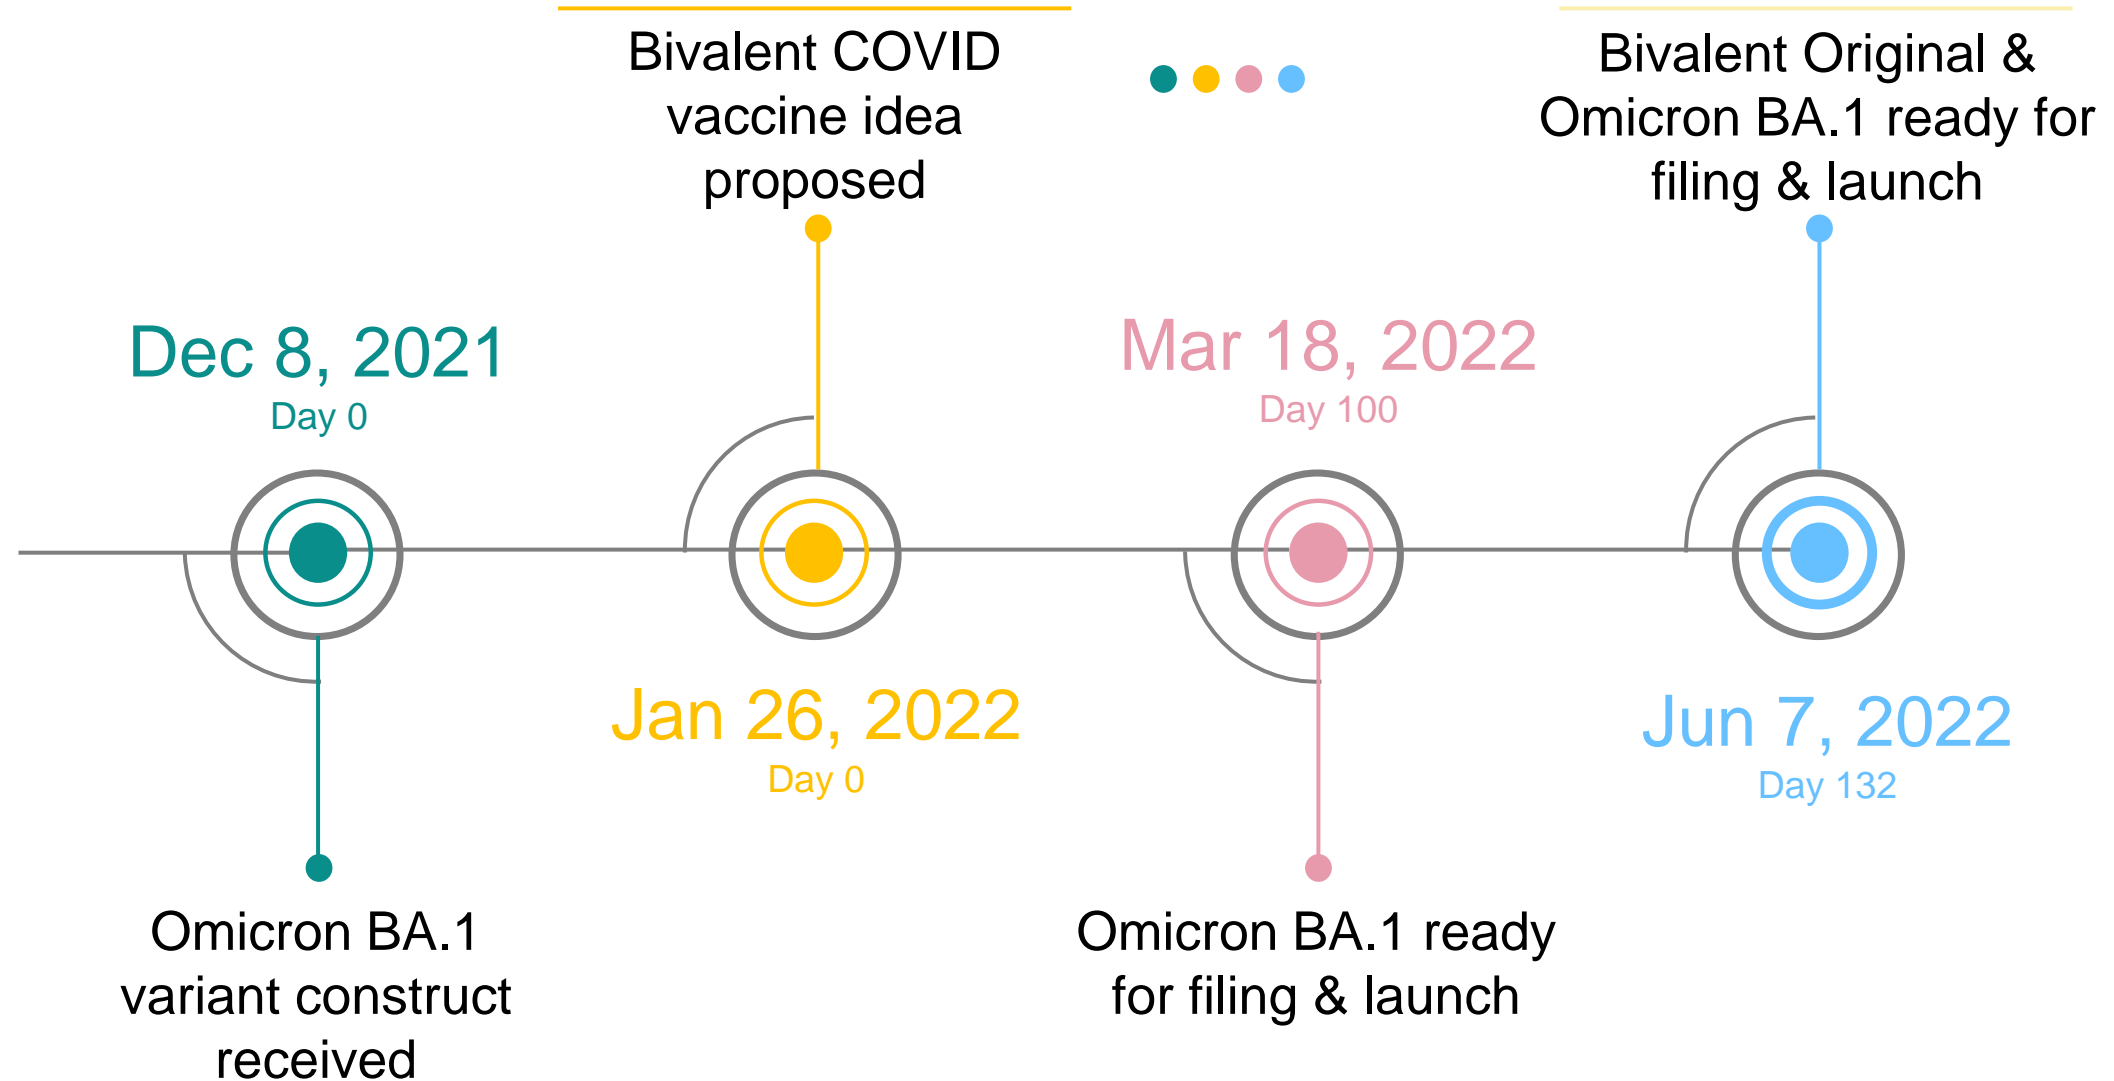 Dec 8, 2021
Day 0
Omicron BA.1
variant construct
received
Bivalent COVID
vaccine idea
proposed
Jan 26, 2022
Day 0
Mar 18, 2022
Day 100
Omicron BA.1 ready
for filing & launch
Bivalent Original &
Omicron BA.1 ready for
filing & launch
Jun 7, 2022
Day 132